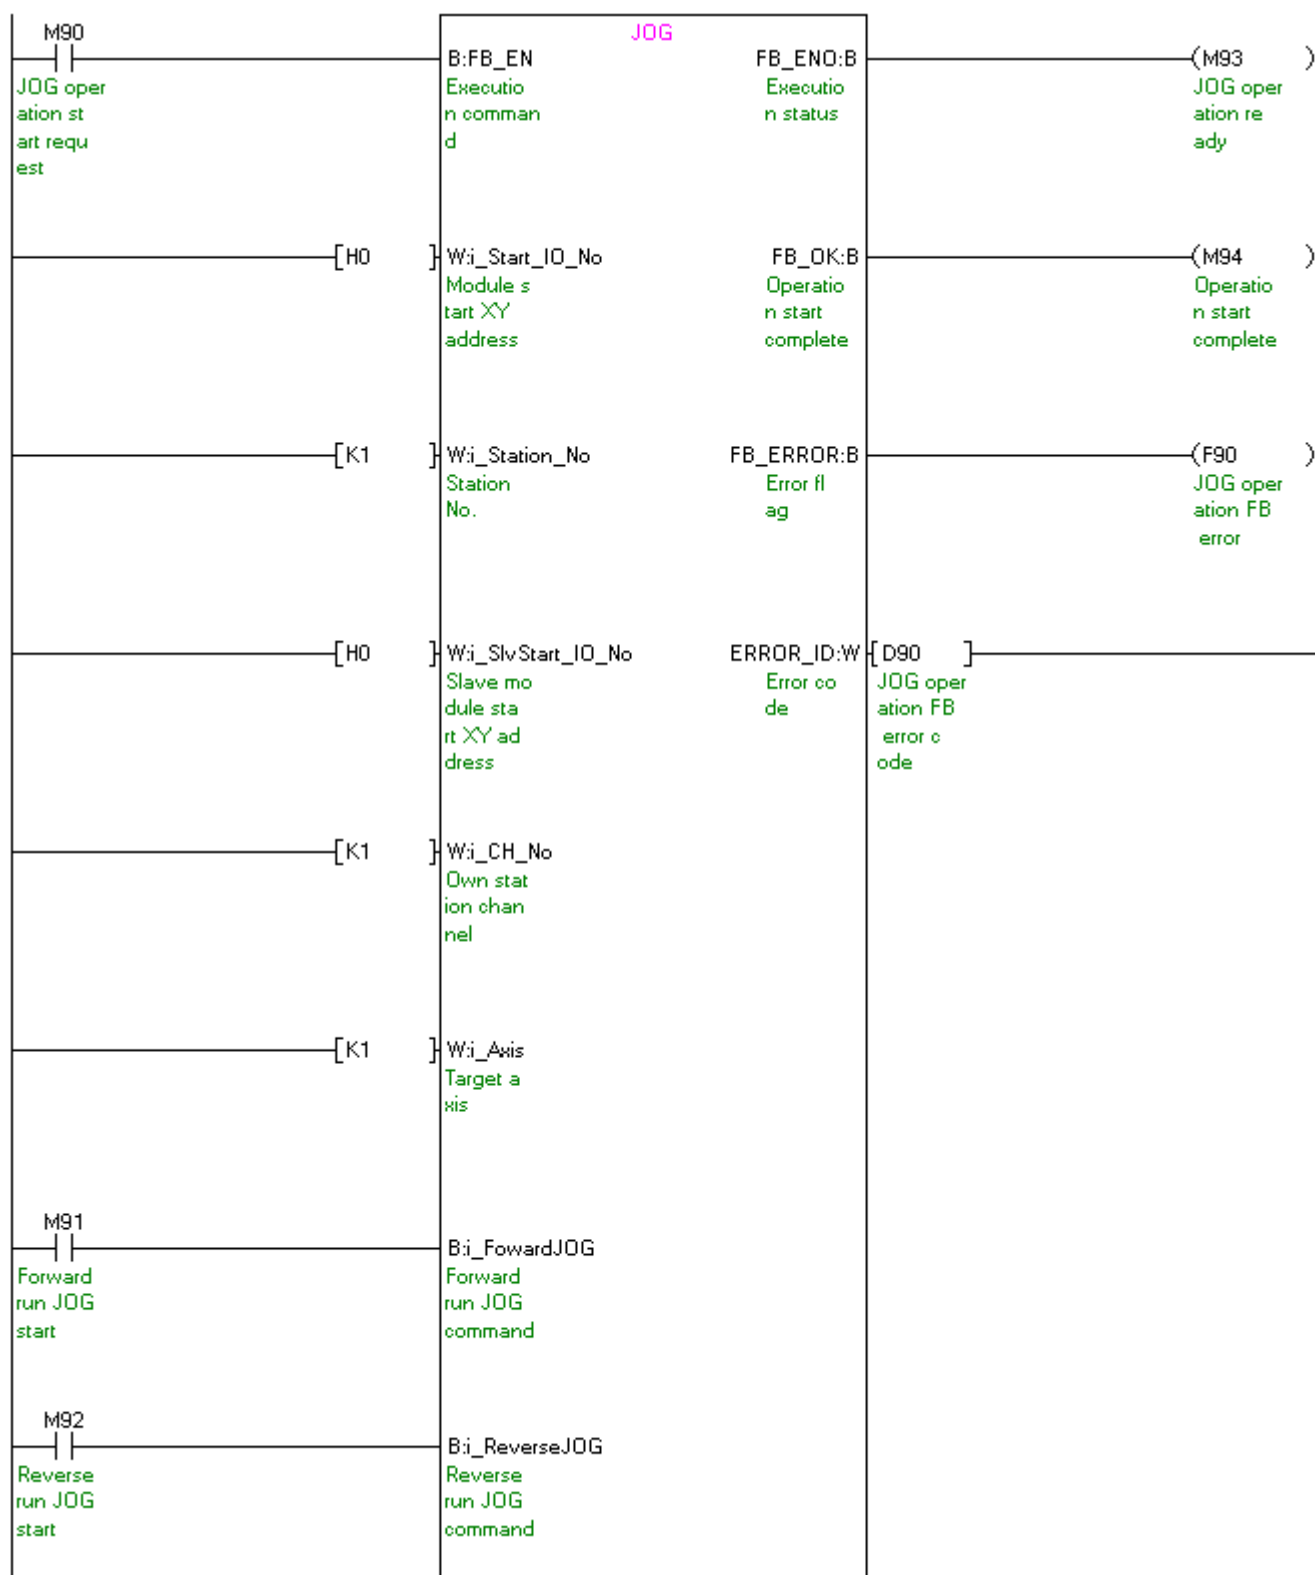 JOG
M90
B:FB_EN FB_ENO:B (M93 )
JOG oper Executio Executio JOG oper
ation st n comman n status ation re
art requ d ady
est
[H0 ] W:i_Start_IO_No FB_OK:B (M94 )
Module s Operatio Operatio
tart XY n start n start
address complete complete
[K1 ] W:i_Station_No FB_ERROR:B (F90 )
Station Error fl JOG oper
No. ag ation FB
error
[H0 ] W:i_SlvStart_IO_No ERROR_ID:W [D90 ]
Slave mo Error co JOG oper
dule sta de ation FB
rt XY ad error c
dress ode
[K1 ] W:i_CH_No
Own stat
ion chan
nel
[K1 ] W:i_Axis
Target a
xis
M91
B:i_FowardJOG
Forward Forward
run JOG run JOG
start command
M92
B:i_ReverseJOG
Reverse Reverse
run JOG run JOG
start command